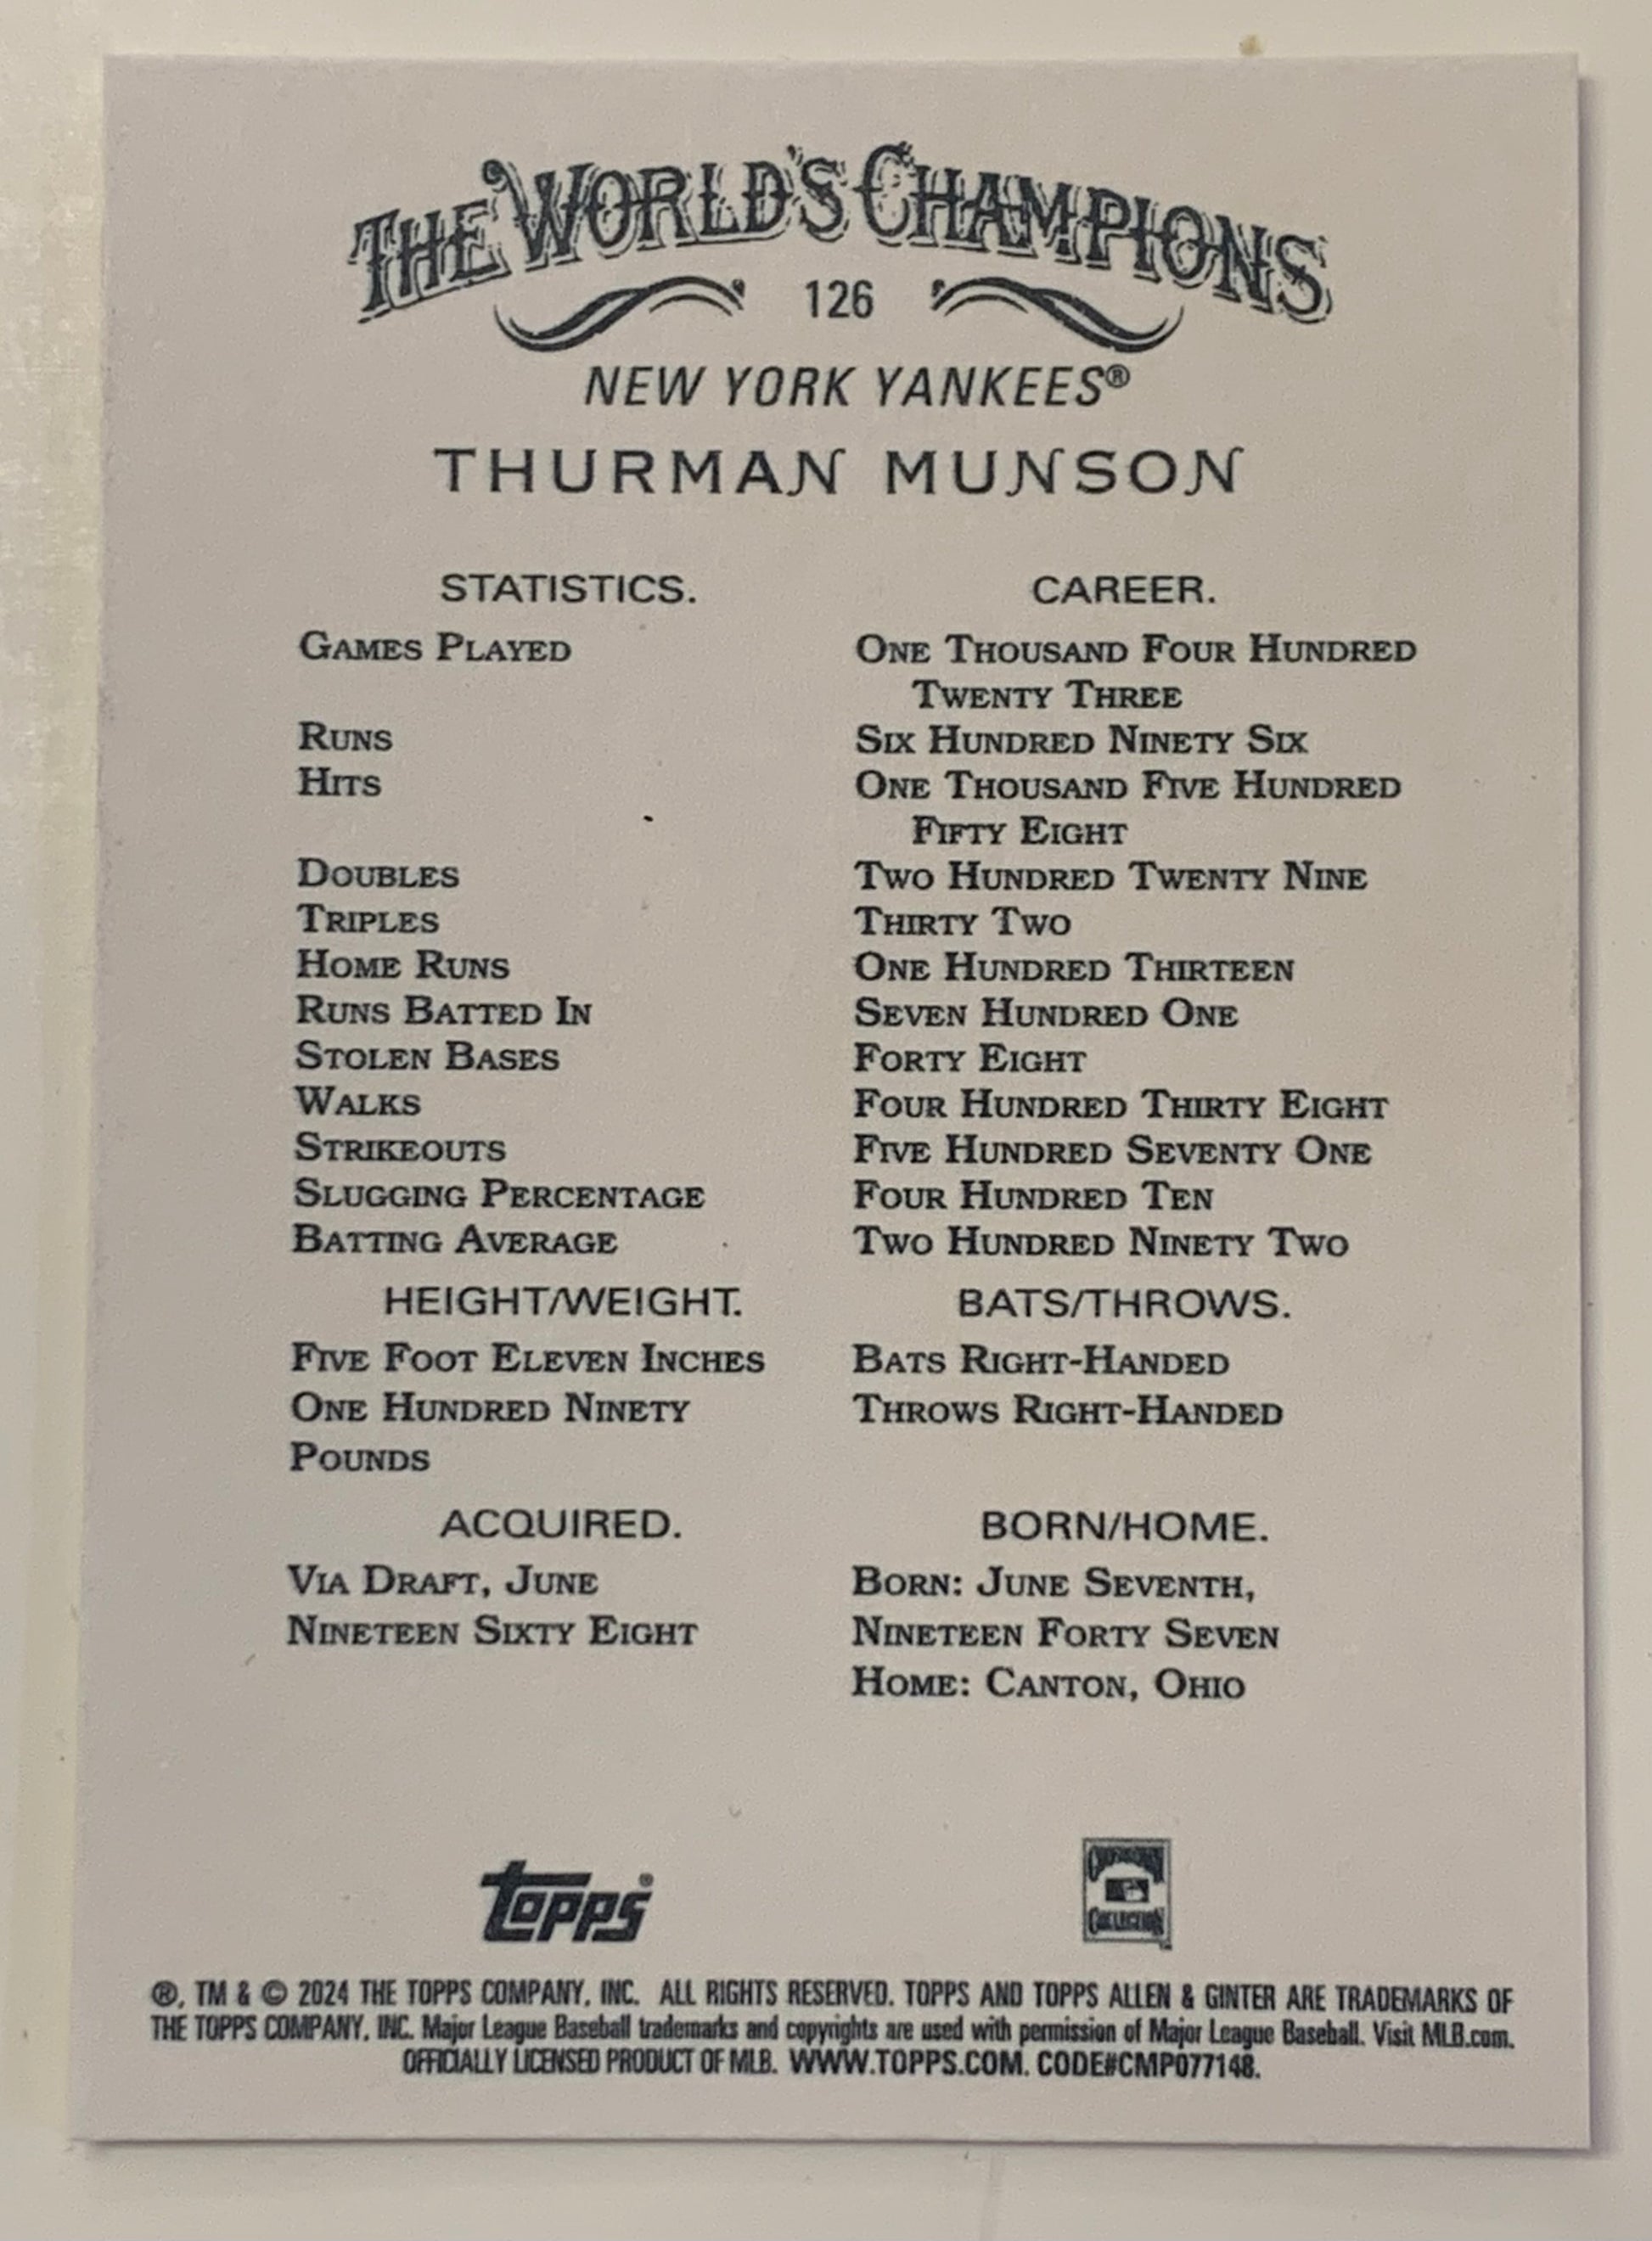 THE WORLD'S CHAMPIONS
126
NEW YORK YANKEES®
THURMAN MUNSON
STATISTICS. CAREER.
GAMES PLAYED ONE THOUSAND FOUR HUNDRED
TWENTY THREE
RUNS SIX HUNDRED NINETY SIX
HITS ONE THOUSAND FIVE HUNDRED
FIFTY EIGHT
DOUBLES TWO HUNDRED TWENTY NINE
TRIPLES THIRTY TWO
HOME RUNS ONE HUNDRED THIRTEEN
RUNS BATTED IN SEVEN HUNDRED ONE
STOLEN BASES FORTY EIGHT
WALKS FOUR HUNDRED THIRTY EIGHT
STRIKEOUTS FIVE HUNDRED SEVENTY ONE
SLUGGING PERCENTAGE FOUR HUNDRED TEN
BATTING AVERAGE TWO HUNDRED NINETY TWO
HEIGHT/WEIGHT. BATS/THROWS.
FIVE FOOT ELEVEN INCHES BATS RIGHT-HANDED
ONE HUNDRED NINETY THROWS RIGHT-HANDED
POUNDS
ACQUIRED. BORN/HOME.
VIA DRAFT, JUNE BORN: JUNE SEVENTH,
NINETEEN SIXTY EIGHT NINETEEN FORTY SEVEN
HOME: CANTON, OHIO
TOPPS® COOPERSTOWN
COLLECTION
®, TM & © 2024 THE TOPPS COMPANY, INC. ALL RIGHTS RESERVED. TOPPS AND TOPPS ALLEN & GINTER ARE TRADEMARKS OF
THE TOPPS COMPANY, INC. Major League Baseball trademarks and copyrights are used with permission of Major League Baseball. Visit MLB.com.
OFFICIALLY LICENSED PRODUCT OF MLB. WWW.TOPPS.COM. CODE#CMP077148.